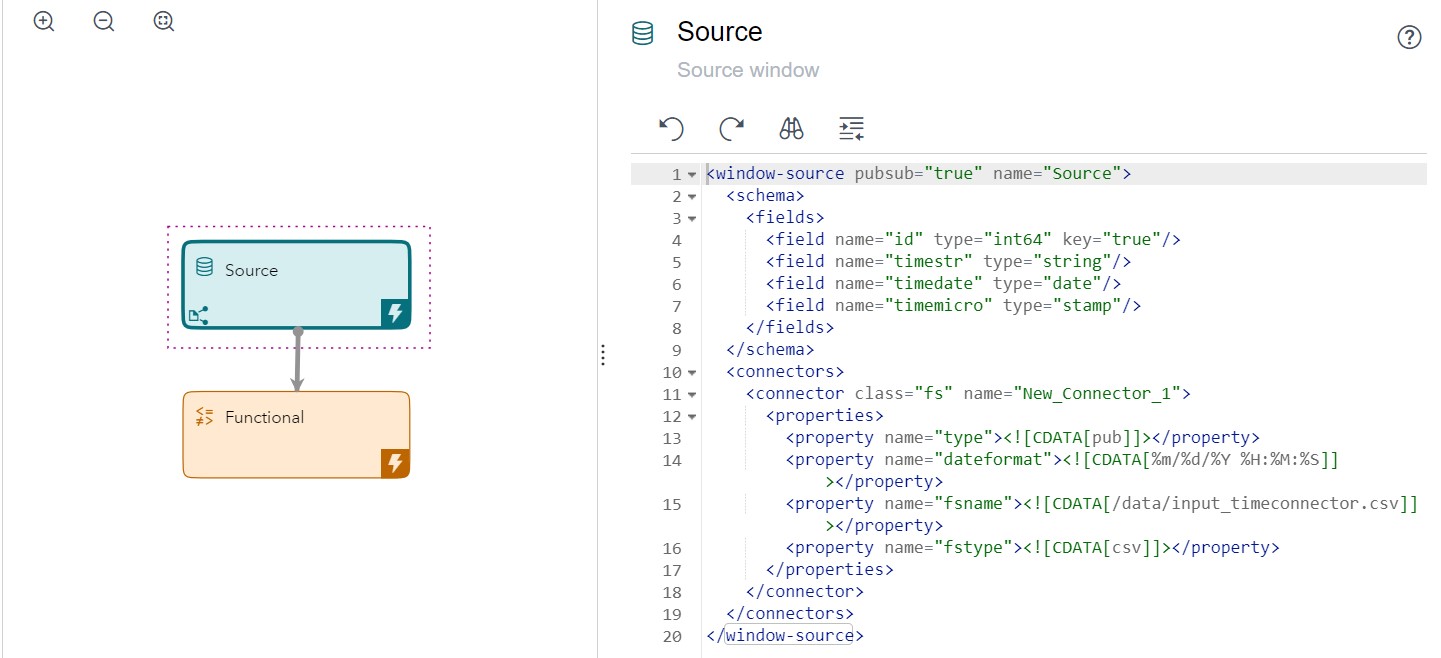 Source
Functional
Source
Source window
1 <window-source pubsub="true" name="Source">
2 <schema>
3 <fields>
4 <field name="id" type="int64" key="true"/>
5 <field name="timestr" type="string"/>
6 <field name="timedate" type="date"/>
7 <field name="timemicro" type="stamp"/>
8 </fields>
9 </schema>
10 <connectors>
11 <connector class="fs" name="New_Connector_1">
12 <properties>
13 <property name="type"><![CDATA[pub]]></property>
14 <property name="dateformat"><![CDATA[%m/%d/%Y %H:%M:%S]]
></property>
15 <property name="fsname"><![CDATA[/data/input_timeconnector.csv]]
></property>
16 <property name="fstype"><![CDATA[csv]]></property>
17 </properties>
18 </connector>
19 </connectors>
20 </window-source>